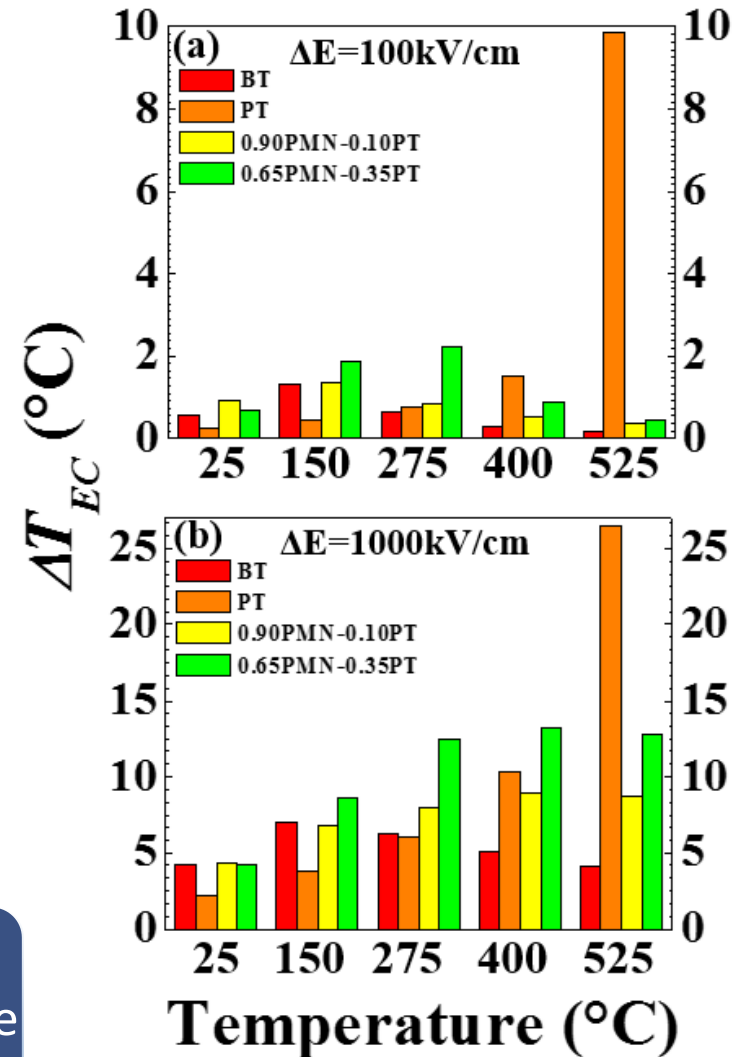 (a) ΔE=100kV/cm
BT
PT
0.90PMN-0.10PT
0.65PMN-0.35PT
10
8
6
4
2
0
10
8
6
4
2
0
25 150 275 400 525
ΔT_EC (°C)
(b) ΔE=1000kV/cm
BT
PT
0.90PMN-0.10PT
0.65PMN-0.35PT
25
20
15
10
5
0
25
20
15
10
5
0
25 150 275 400 525
Temperature (°C)
e